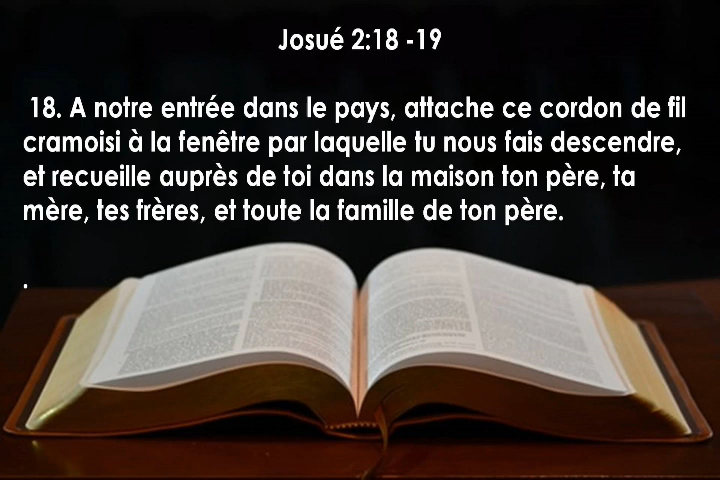 Josué 2:18 -19
18. A notre entrée dans le pays, attache ce cordon de fil
cramoisi à la fenêtre par laquelle tu nous fais descendre,
et recueille auprès de toi dans la maison ton père, ta
mère, tes frères, et toute la famille de ton père.
.